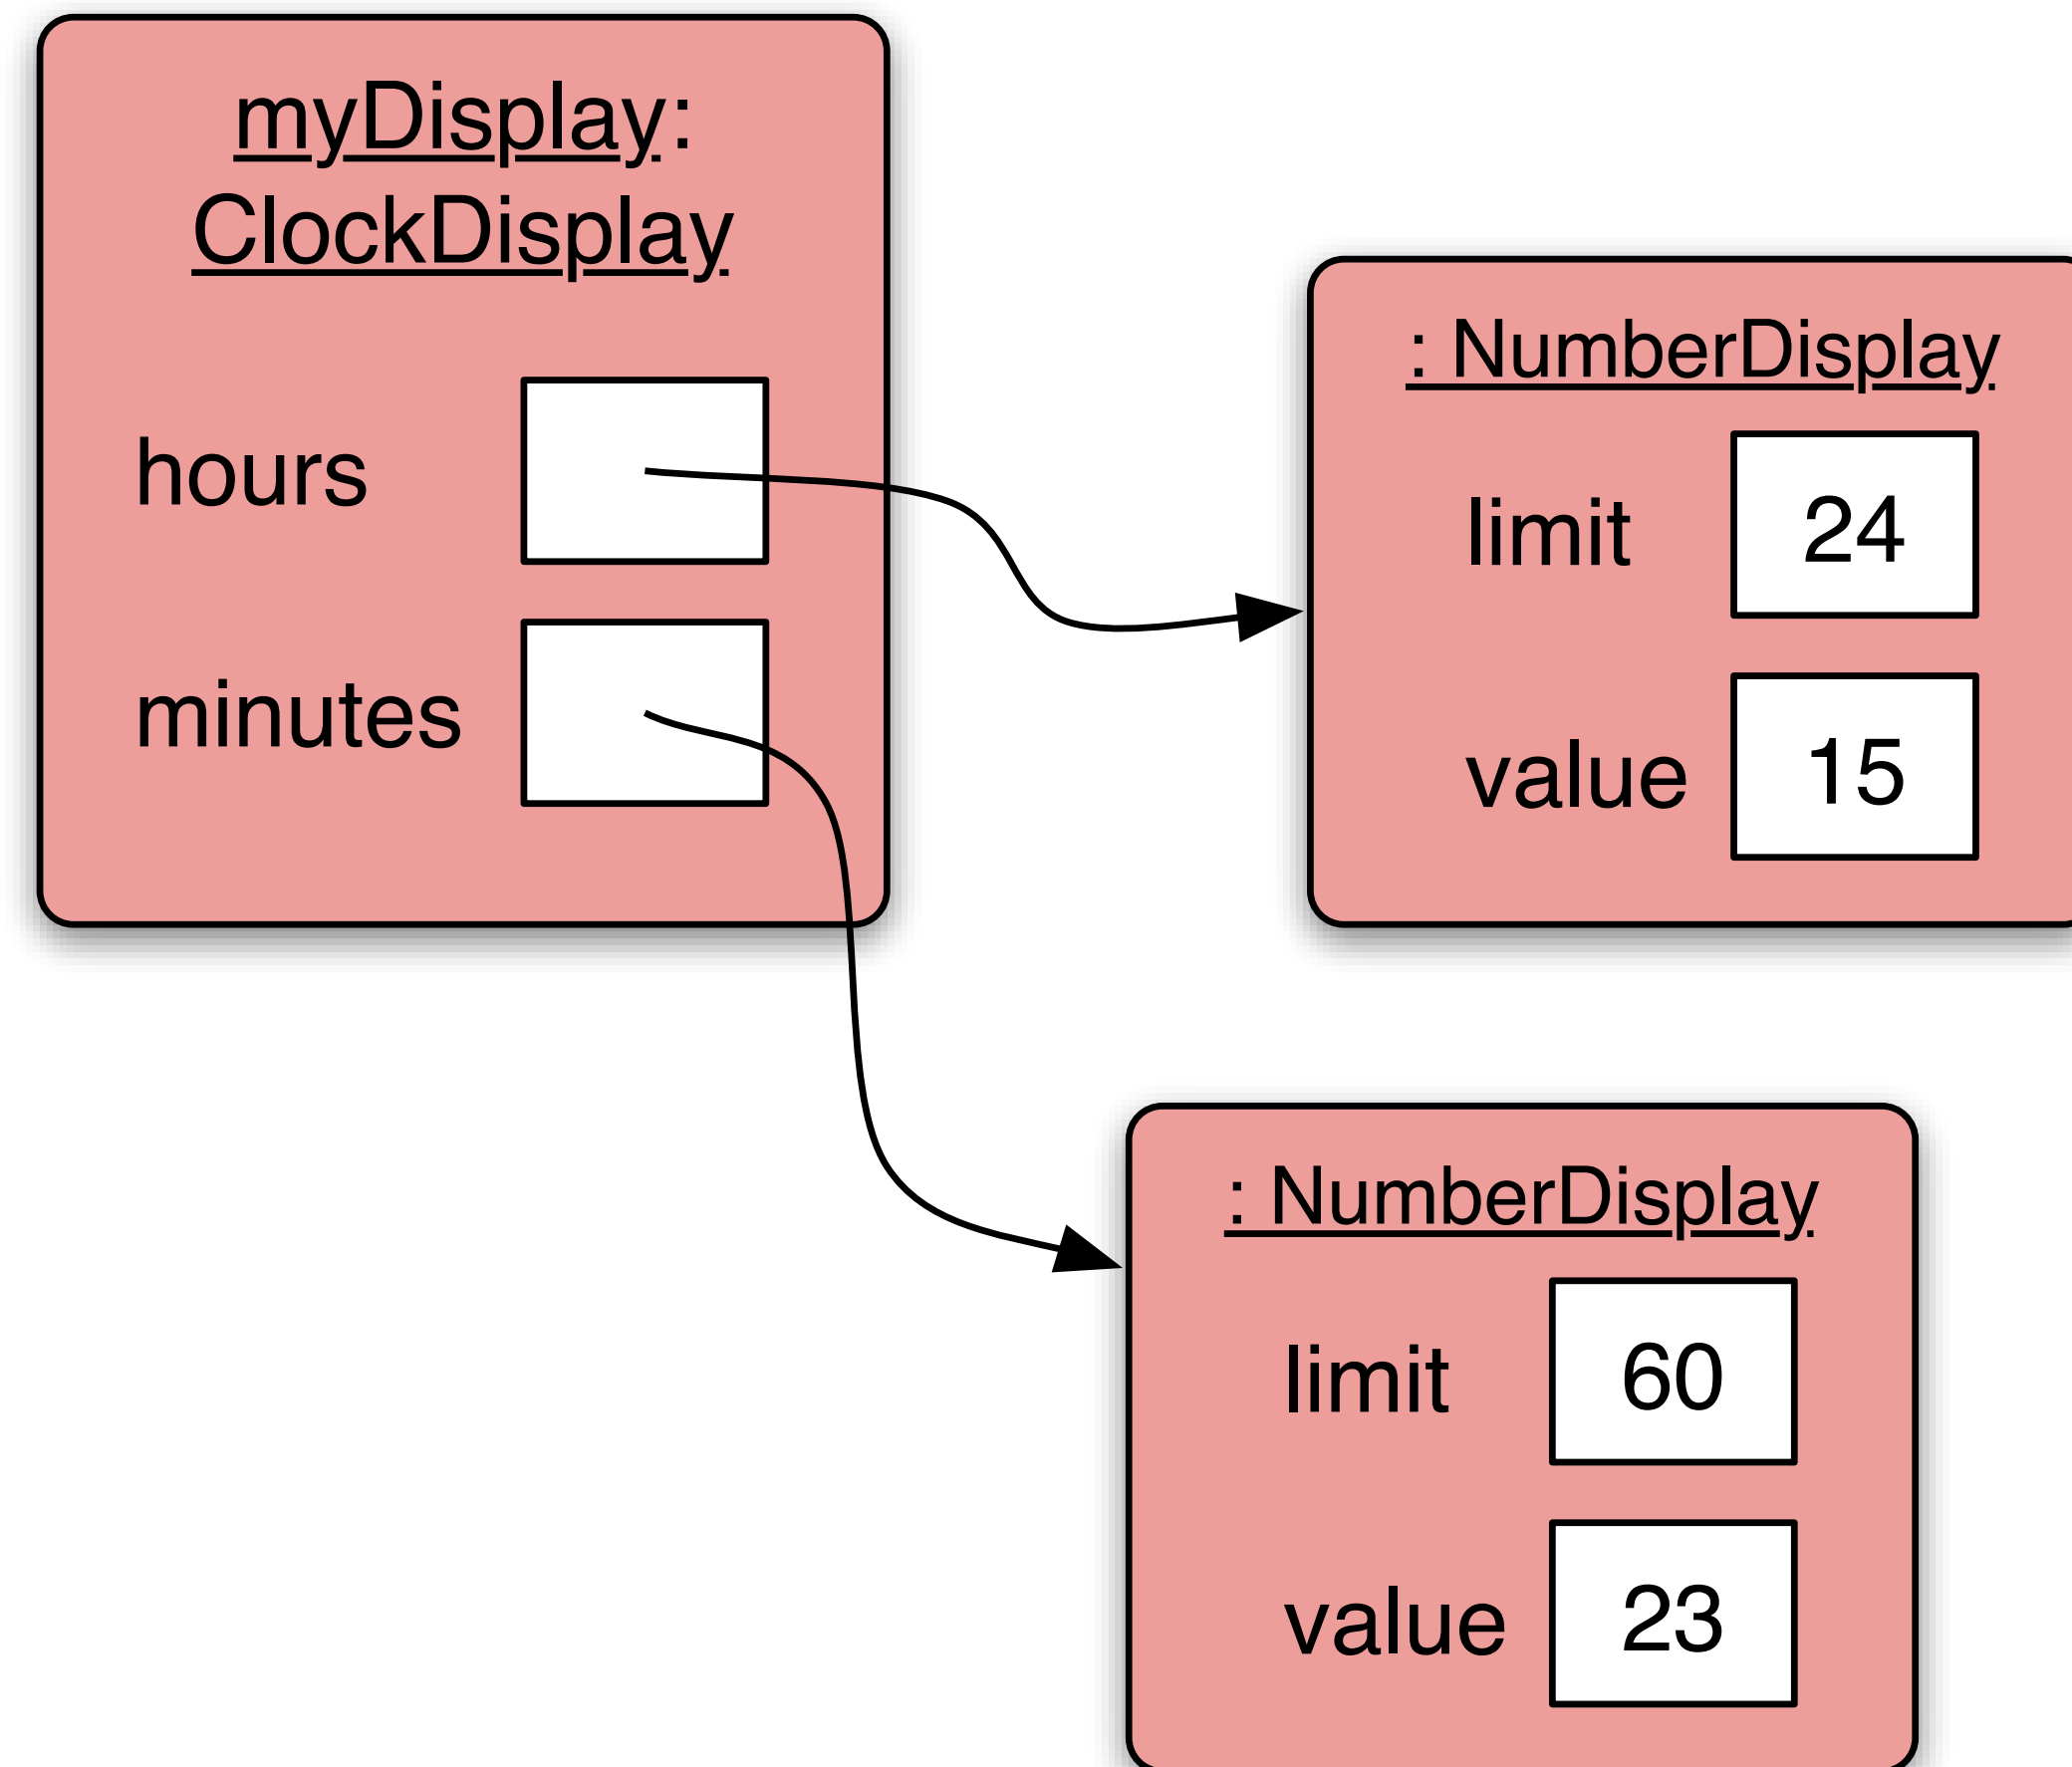 myDisplay:
ClockDisplay
hours
minutes
: NumberDisplay
limit 24
value 15
: NumberDisplay
limit 60
value 23